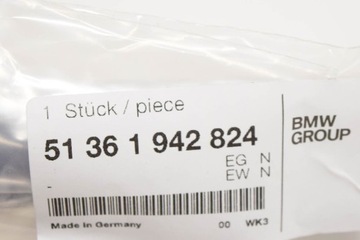 1 Stück / piece
51 36 1 942 824
EG N
- EW N
Made in Germany 00 WK3
BMW
GROUP